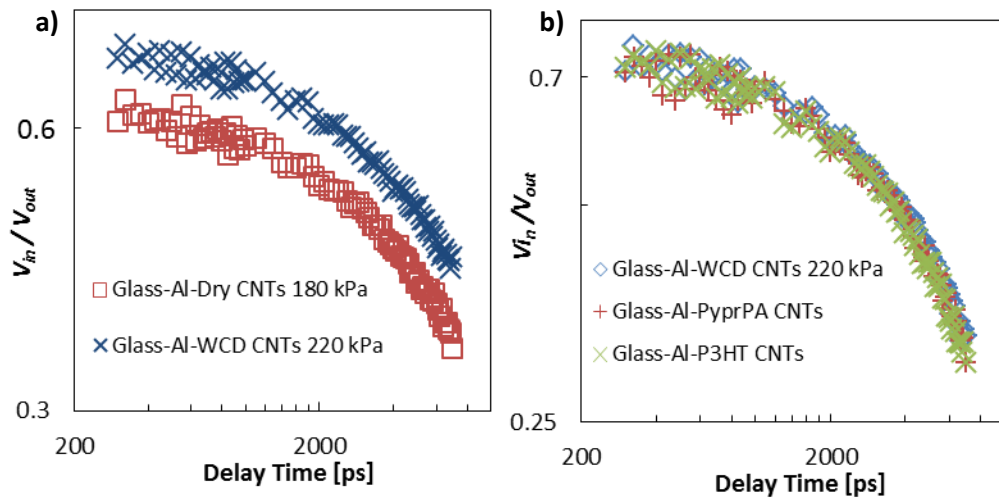 a)
0.6
0.3
V_in / V_out
Glass-Al-Dry CNTs 180 kPa
Glass-Al-WCD CNTs 220 kPa
200
2000
Delay Time [ps]
b)
0.7
0.25
Vi_n /V_out
Glass-Al-WCD CNTs 220 kPa
Glass-Al-PyprPA CNTs
Glass-Al-P3HT CNTs
200
2000
Delay Time [ps]